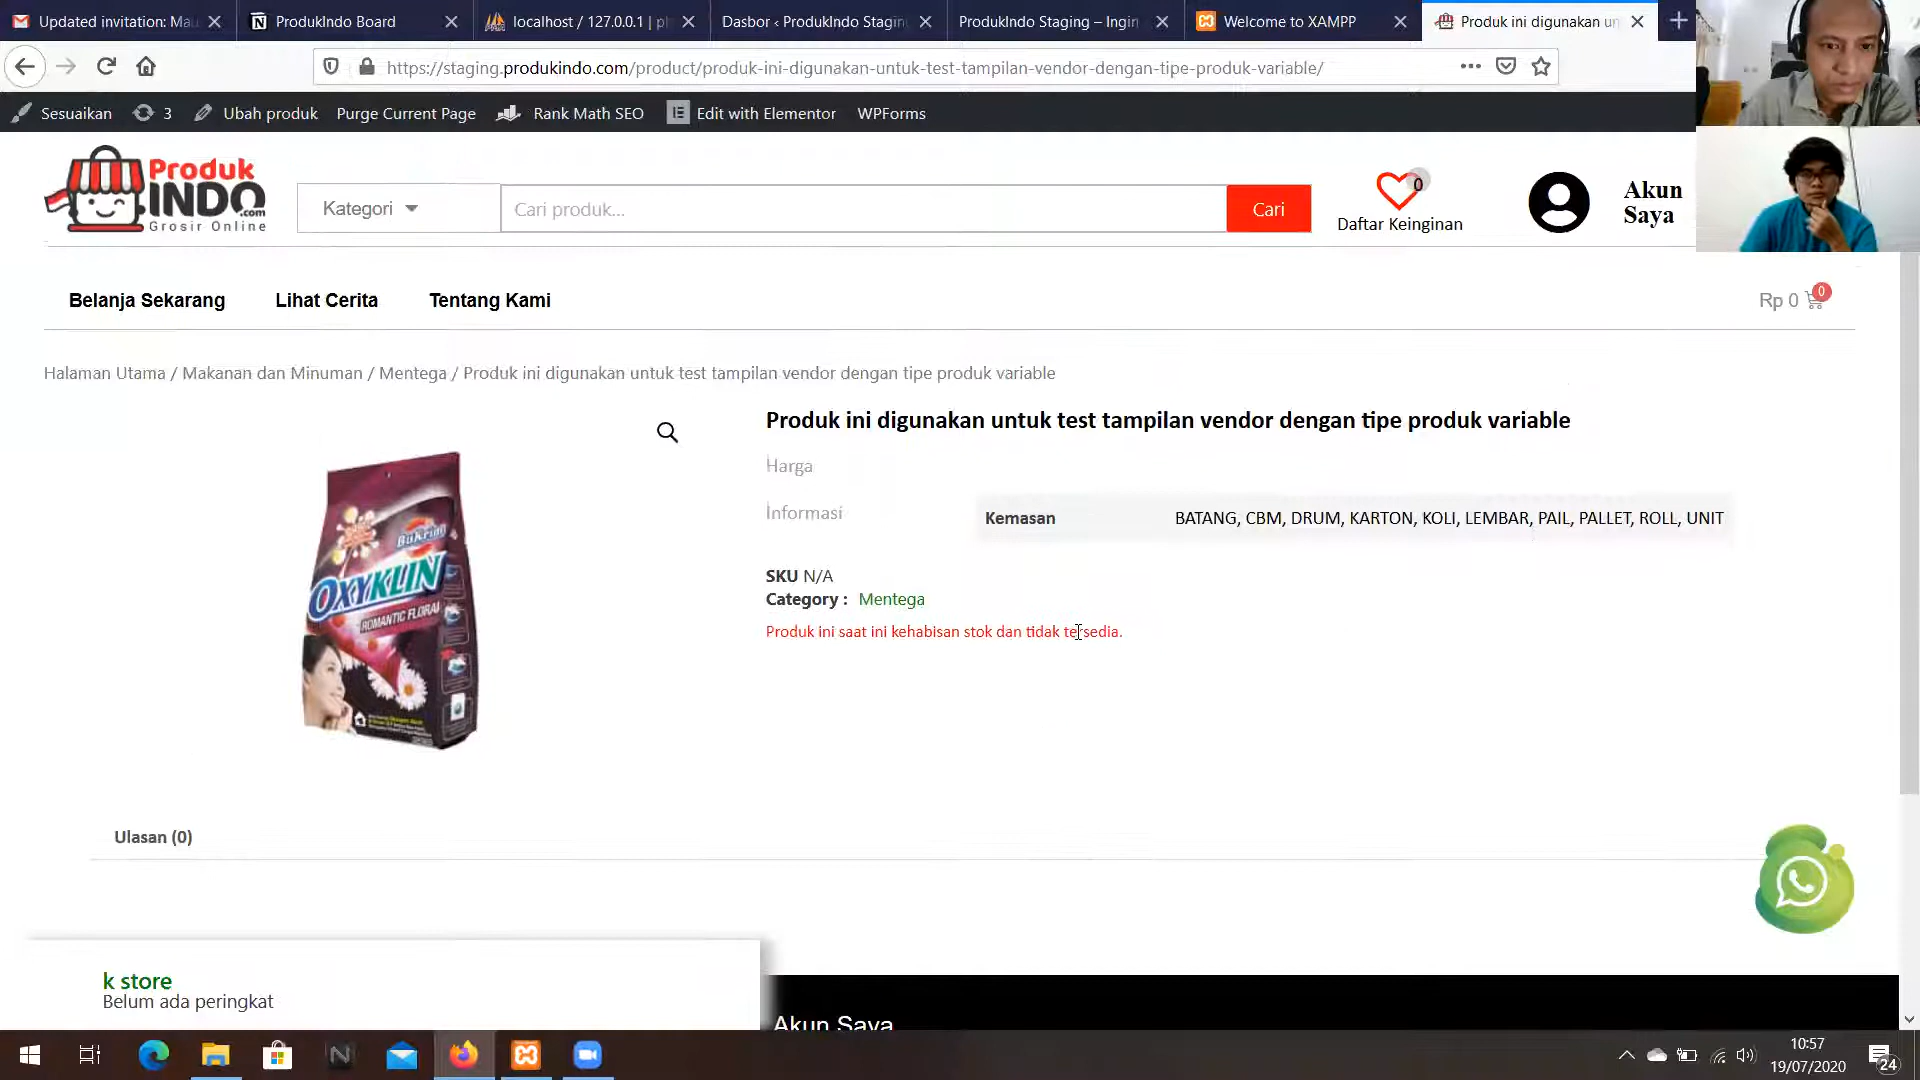 Updated invitation: Mau
ProdukIndo Board
localhost / 127.0.0.1 | ph
Dasbor ‹ ProdukIndo Staging
ProdukIndo Staging – Ingin
Welcome to XAMPP
Produk ini digunakan un
https://staging.produkindo.com/product/produk-ini-digunakan-untuk-test-tampilan-vendor-dengan-tipe-produk-variable/
Sesuaikan
3
Ubah produk
Purge Current Page
Rank Math SEO
Edit with Elementor
WPForms
Produk
INDO.com
Grosir Online
Kategori
Cari produk...
Cari
0
Daftar Keinginan
Akun
Saya
Belanja Sekarang
Lihat Cerita
Tentang Kami
Rp 0
0
Halaman Utama / Makanan dan Minuman / Mentega / Produk ini digunakan untuk test tampilan vendor dengan tipe produk variable
Produk ini digunakan untuk test tampilan vendor dengan tipe produk variable
Harga
Informasi
Kemasan
BATANG, CBM, DRUM, KARTON, KOLI, LEMBAR, PAIL, PALLET, ROLL, UNIT
SKU N/A
Category : Mentega
Produk ini saat ini kehabisan stok dan tidak tersedia.
BuKrim
OXYKLIN
ROMANTIC FLORAL
Ulasan (0)
k store
Belum ada peringkat
Akun Saya
10:57
19/07/2020
24